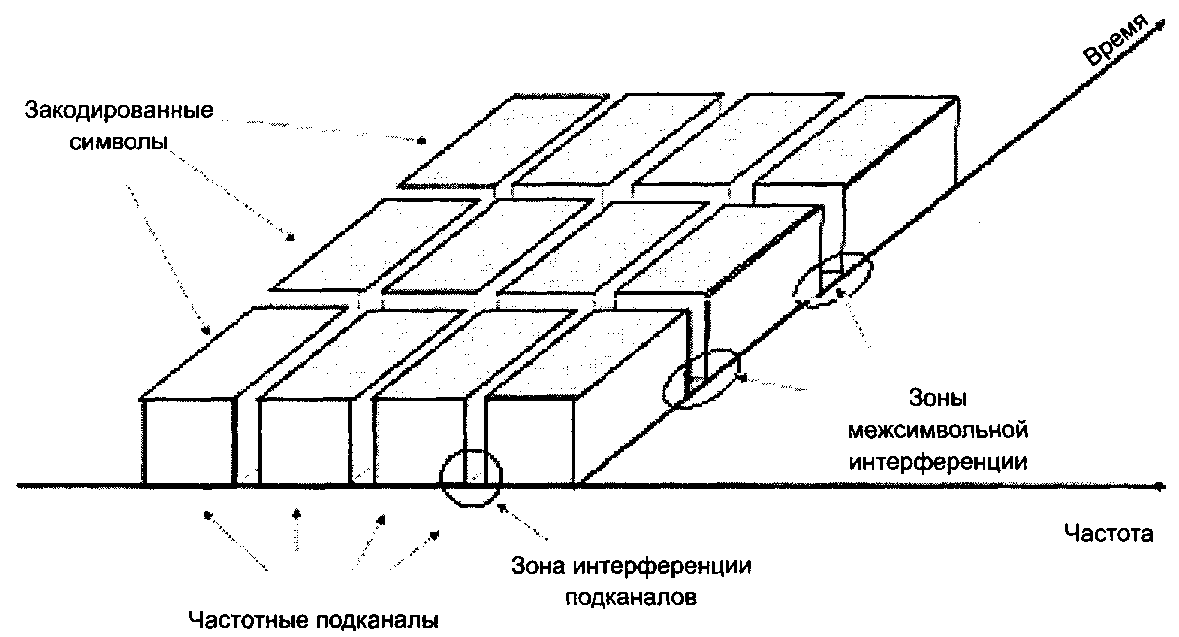 Время
Закодированные
символы
Зоны
межсимвольной
интерференции
Частота
Зона интерференции
подканалов
Частотные подканалы